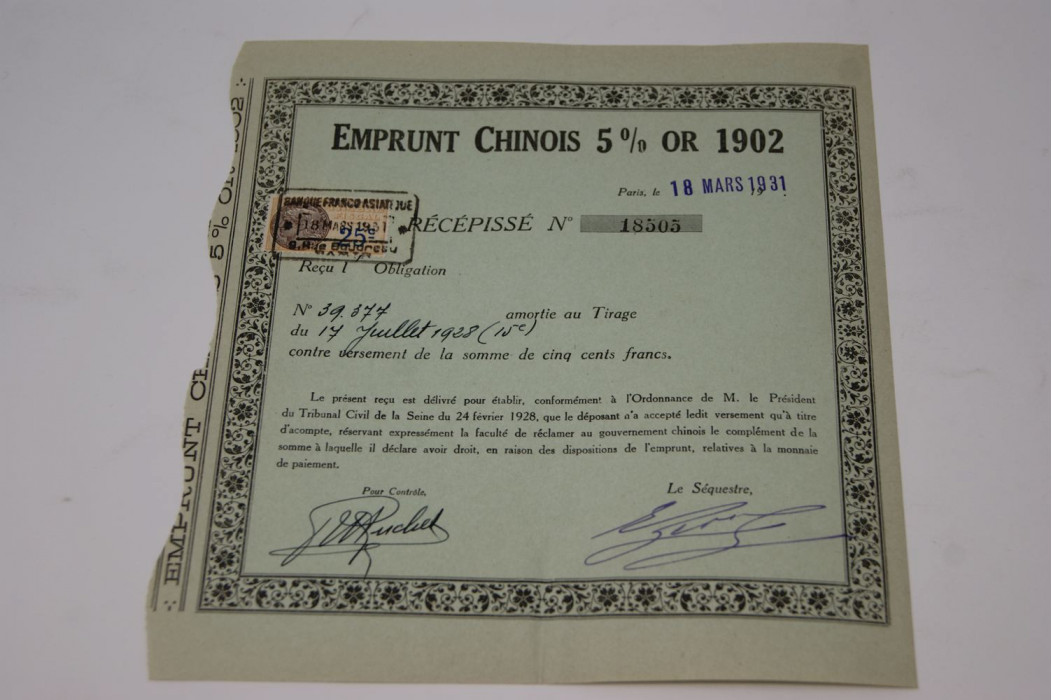 EMPRUNT CHINOIS 5 % OR 1902
Paris, le 18 MARS 1931
BANQUE FRANCO ASIATIQUE
18 MARS 1931
25c
RÉCÉPISSÉ N° 18505
Reçu 1 Obligation
N° 39.377 amortie au Tirage
du 17 Juillet 1928 (15e)
contre versement de la somme de cinq cents francs.
Le présent reçu est délivré pour établir, conformément à l'Ordonnance de M. le Président
du Tribunal Civil de la Seine du 24 février 1928, que le déposant n'a accepté ledit versement qu'à titre
d'acompte, réservant expressément la faculté de réclamer au gouvernement chinois le complément de la
somme à laquelle il déclare avoir droit, en raison des dispositions de l'emprunt, relatives à la monnaie
de paiement.
Pour Contrôle,
Le Séquestre,
EMPRUNT 5% OR 1902